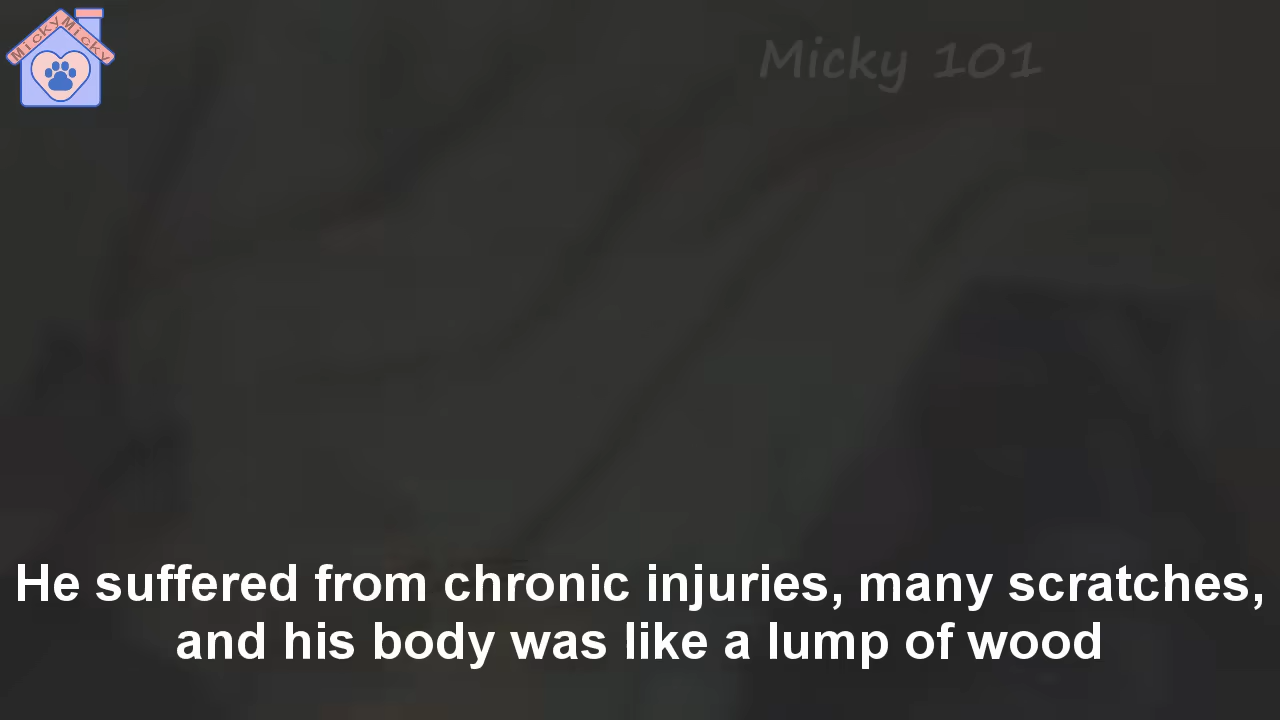 MickyMicky
Micky 101
He suffered from chronic injuries, many scratches,
and his body was like a lump of wood